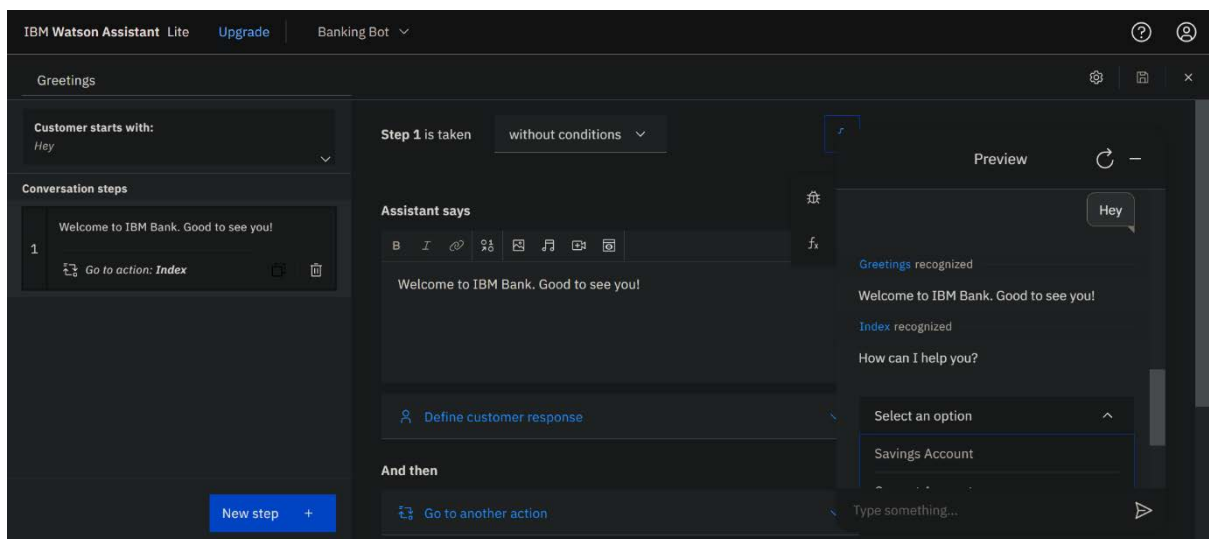 IBM Watson Assistant Lite Upgrade Banking Bot
Greetings
Customer starts with:
Hey
Conversation steps
1
Welcome to IBM Bank. Good to see you!
Go to action: Index
New step +
Step 1 is taken without conditions
Assistant says
B I
Welcome to IBM Bank. Good to see you!
Define customer response
And then
Go to another action
fx
Preview
Hey
Greetings recognized
Welcome to IBM Bank. Good to see you!
Index recognized
How can I help you?
Select an option
Savings Account
Type something...